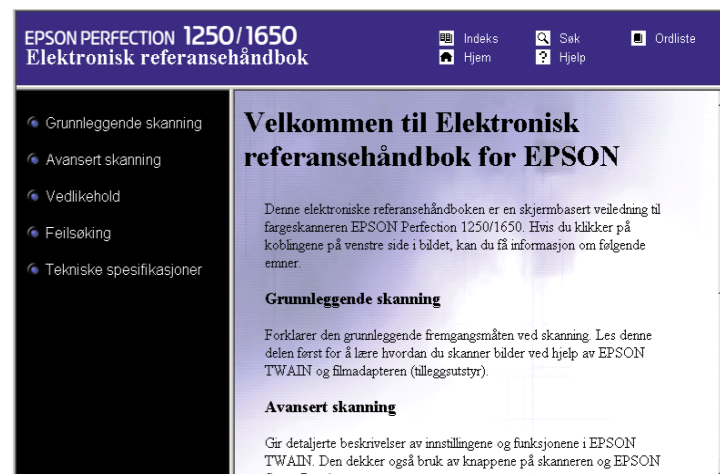 EPSON PERFECTION 1250/1650
Elektronisk referansehåndbok
Indeks
Søk
Ordliste
Hjem
Hjelp
Grunnleggende skanning
Avansert skanning
Vedlikehold
Feilsøking
Tekniske spesifikasjoner
Velkommen til Elektronisk
referansehåndbok for EPSON
Denne elektroniske referansehåndboken er en skjermbasert veiledning til
fargeskanneren EPSON Perfection 1250/1650. Hvis du klikker på
koblingene på venstre side i bildet, kan du få informasjon om følgende
emner.
Grunnleggende skanning
Forklarer den grunnleggende fremgangsmåten ved skanning. Les denne
delen først for å lære hvordan du skanner bilder ved hjelp av EPSON
TWAIN og filmadapteren (tilleggsutstyr).
Avansert skanning
Gir detaljerte beskrivelser av innstillingene og funksjonene i EPSON
TWAIN. Den dekker også bruk av knappene på skanneren og EPSON